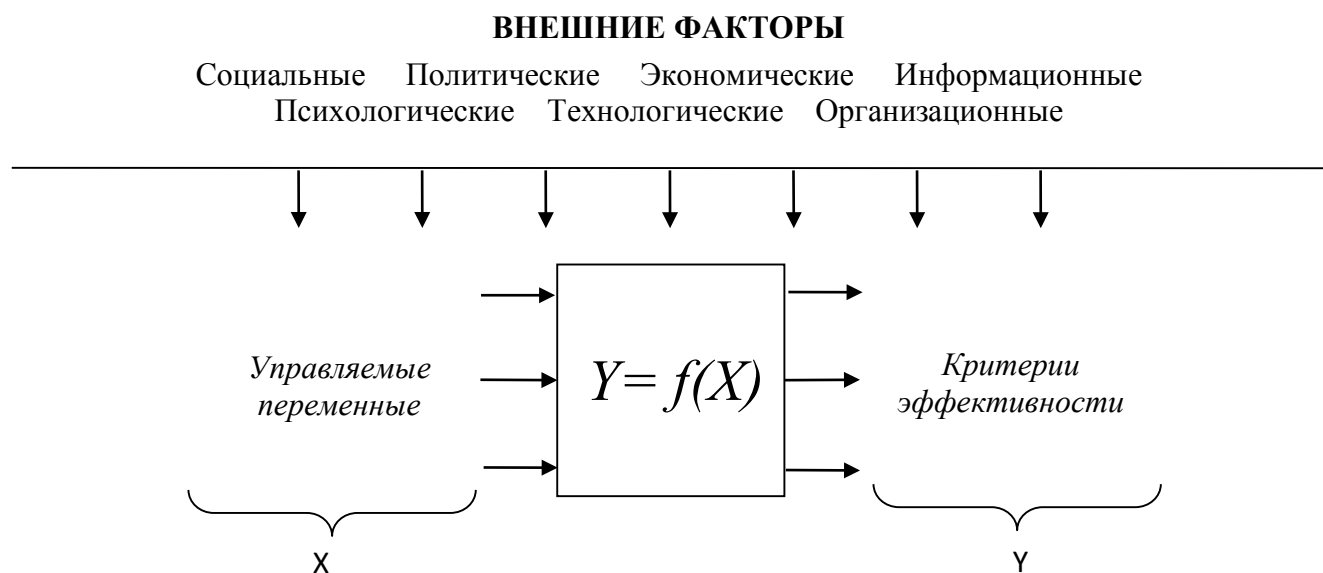 ВНЕШНИЕ ФАКТОРЫ
Социальные Политические Экономические Информационные
Психологические Технологические Организационные
Управляемые
переменные
Y= f(X)
Критерии
эффективности
X
Y